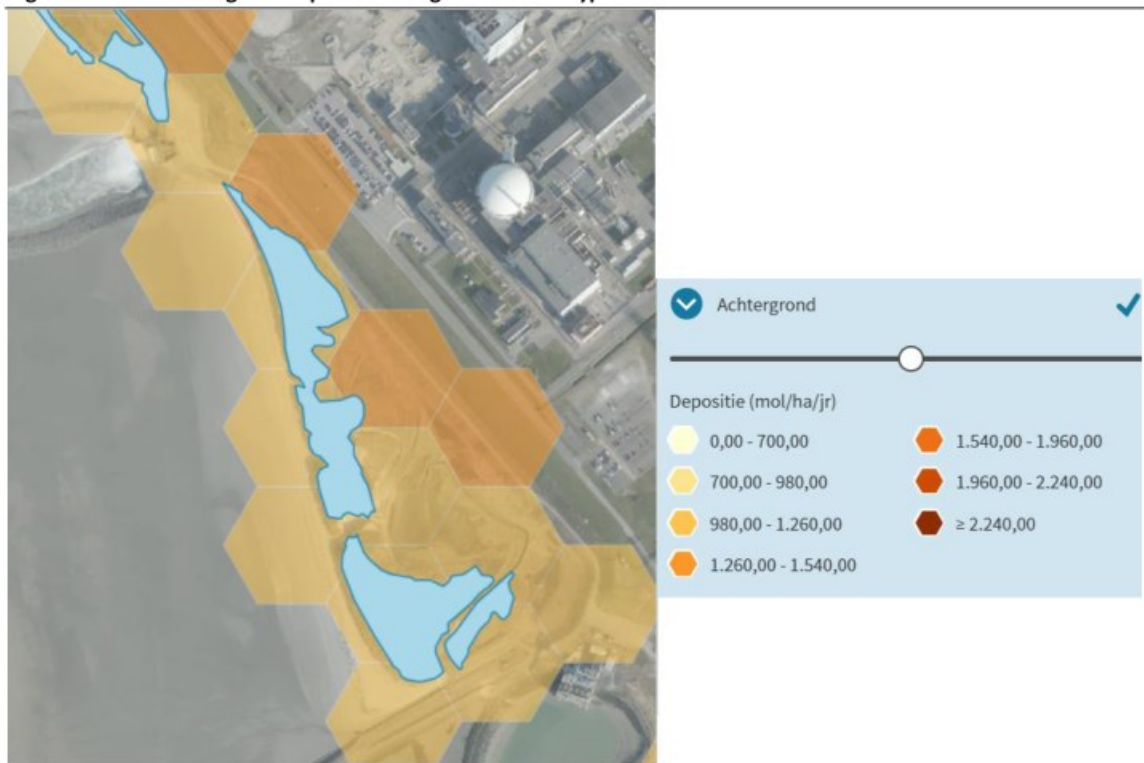 Achtergrond
Depositie (mol/ha/jr)
0,00 - 700,00
700,00 - 980,00
980,00 - 1.260,00
1.260,00 - 1.540,00
1.540,00 - 1.960,00
1.960,00 - 2.240,00
≥ 2.240,00